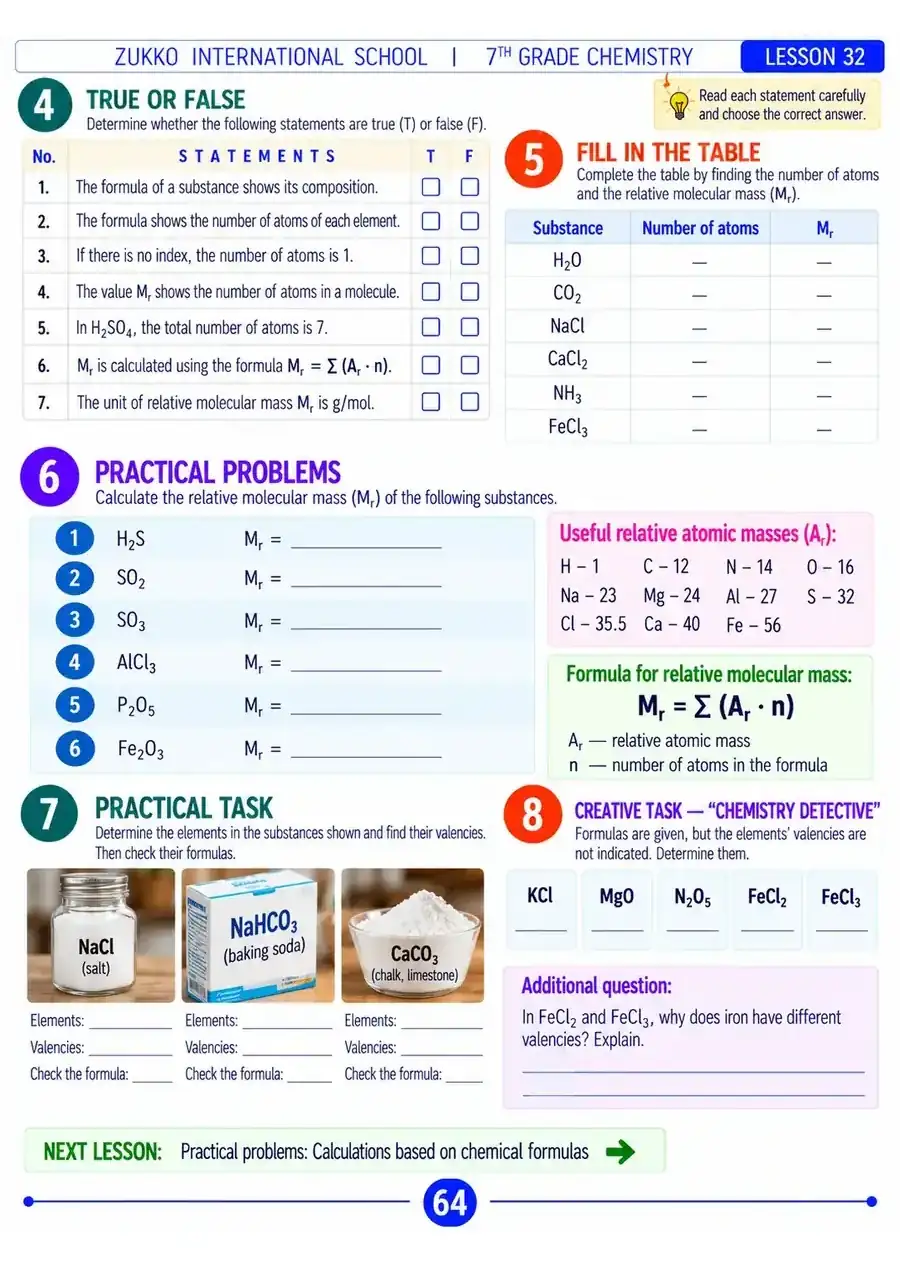 ZUKKO INTERNATIONAL SCHOOL | 7TH GRADE CHEMISTRY LESSON 32
4 TRUE OR FALSE
Determine whether the following statements are true (T) or false (F).
Read each statement carefully
and choose the correct answer.
No. STATEMENTS T F
1. The formula of a substance shows its composition.
2. The formula shows the number of atoms of each element.
3. If there is no index, the number of atoms is 1.
4. The value Mᵣ shows the number of atoms in a molecule.
5. In H₂SO₄, the total number of atoms is 7.
6. Mᵣ is calculated using the formula Mᵣ = Σ (Aᵣ · n).
7. The unit of relative molecular mass Mᵣ is g/mol.
5 FILL IN THE TABLE
Complete the table by finding the number of atoms
and the relative molecular mass (Mᵣ).
Substance Number of atoms Mᵣ
H₂O — —
CO₂ — —
NaCl — —
CaCl₂ — —
NH₃ — —
FeCl₃ — —
6 PRACTICAL PROBLEMS
Calculate the relative molecular mass (Mᵣ) of the following substances.
1 H₂S Mᵣ = ____________
2 SO₂ Mᵣ = ____________
3 SO₃ Mᵣ = ____________
4 AlCl₃ Mᵣ = ____________
5 P₂O₅ Mᵣ = ____________
6 Fe₂O₃ Mᵣ = ____________
Useful relative atomic masses (Aᵣ):
H – 1 C – 12 N – 14 O – 16
Na – 23 Mg – 24 Al – 27 S – 32
Cl – 35.5 Ca – 40 Fe – 56
Formula for relative molecular mass:
Mᵣ = Σ (Aᵣ · n)
Aᵣ — relative atomic mass
n — number of atoms in the formula
7 PRACTICAL TASK
Determine the elements in the substances shown and find their valencies.
Then check their formulas.
NaCl
(salt)
NaHCO₃
(baking soda)
CaCO₃
(chalk, limestone)
Elements: ________ Elements: ________ Elements: ________
Valencies: ________ Valencies: ________ Valencies: ________
Check the formula: ____ Check the formula: ____ Check the formula: ____
8 CREATIVE TASK — “CHEMISTRY DETECTIVE”
Formulas are given, but the elements’ valencies are
not indicated. Determine them.
KCl MgO N₂O₅ FeCl₂ FeCl₃
Additional question:
In FeCl₂ and FeCl₃, why does iron have different
valencies? Explain.
NEXT LESSON: Practical problems: Calculations based on chemical formulas
64